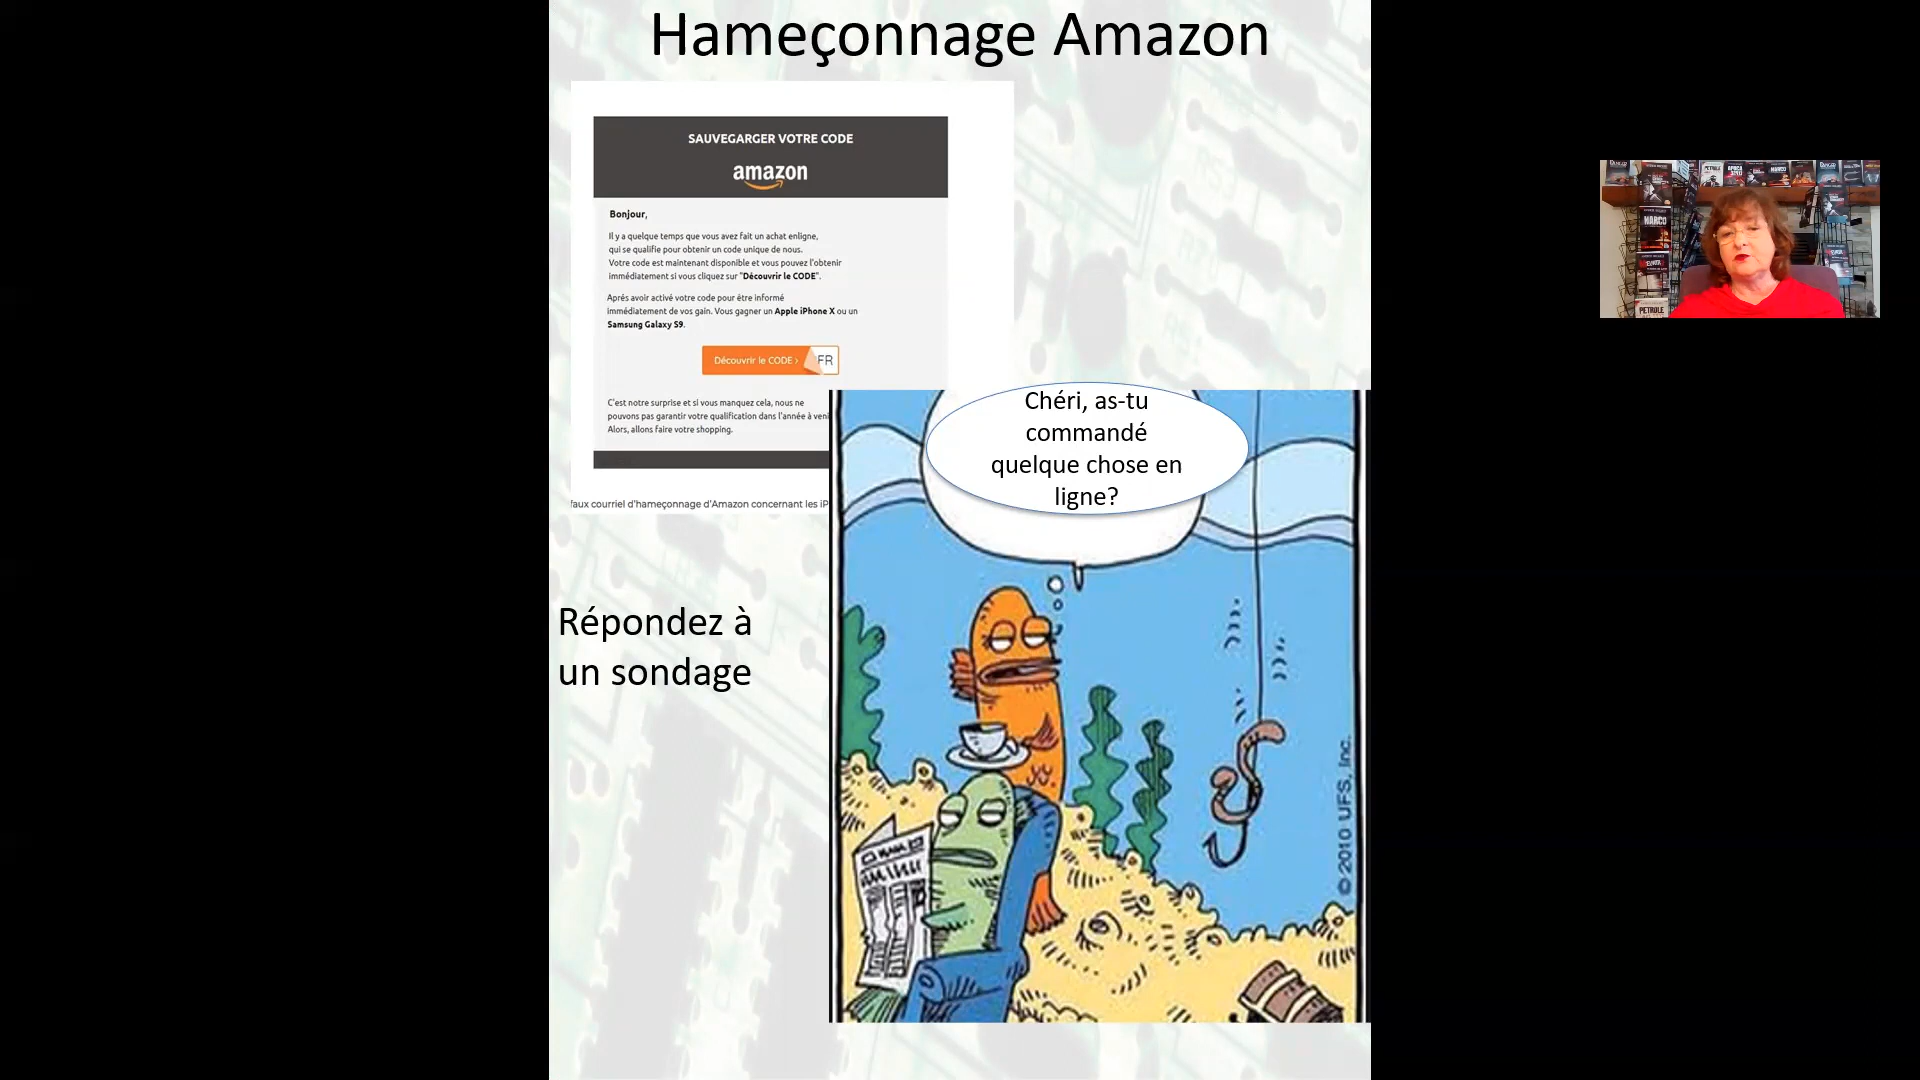 Hameçonnage Amazon
SAUVEGARGER VOTRE CODE
amazon
Bonjour,
Il y a quelque temps que vous avez fait un achat enligne,
qui se qualifie pour obtenir un code unique de nous.
Votre code est maintenant disponible et vous pouvez l'obtenir
immédiatement si vous cliquez sur "Découvrir le CODE".
Aprés avoir activé votre code pour étre informé
immédiatement de vos gain. Vous gagner un Apple iPhone X ou un
Samsung Galaxy S9.
Découvrir le CODE › FR
C'est notre surprise et si vous manquez cela, nous ne
pouvons pas garantir votre qualification dans l'année à veni
Alors, allons faire votre shopping.
faux courriel d'hameçonnage d'Amazon concernant les iP
Chéri, as-tu
commandé
quelque chose en
ligne?
Répondez à
un sondage
©2010 UFS, Inc.
NARCO
PETROLE